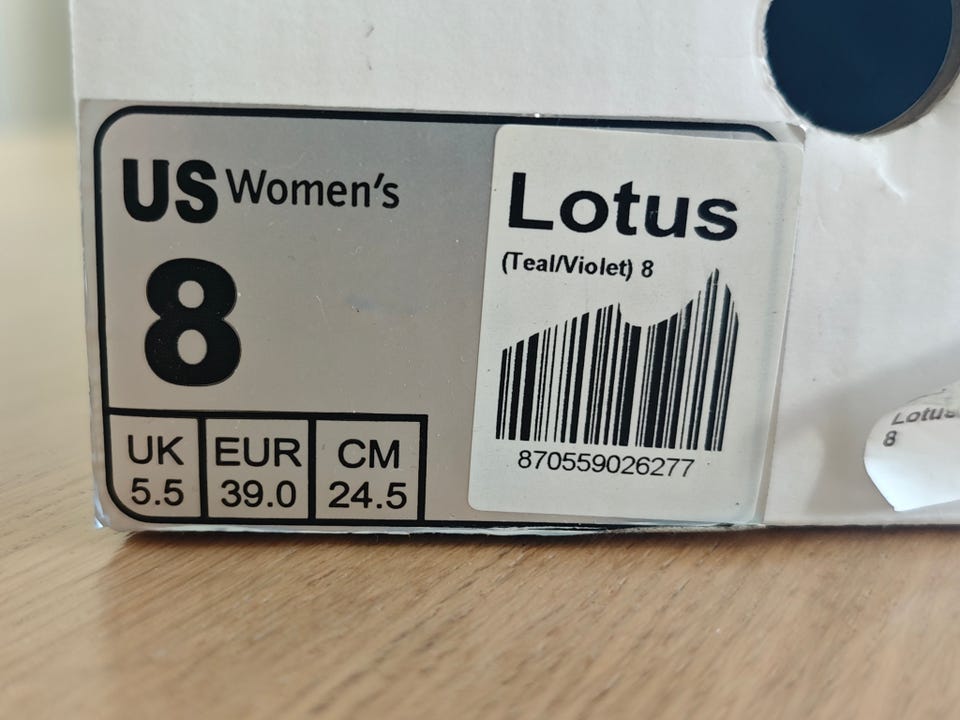 US Women's
8
UK EUR CM
5.5 39.0 24.5
Lotus
(Teal/Violet) 8
870559026277
Lotus
8